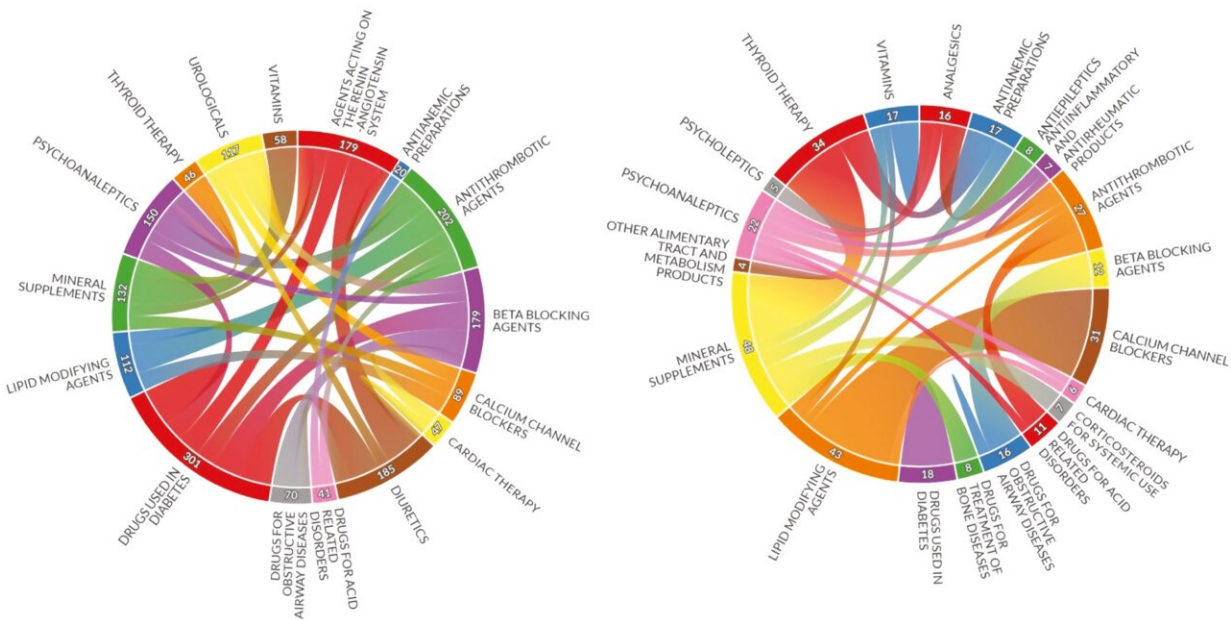 AGENTS ACTING ON
THE RENIN
-ANGIOTENSIN
SYSTEM
179
ANTIANEMIC
PREPARATIONS
20
ANTITHROMBOTIC
AGENTS
202
BETA BLOCKING
AGENTS
179
CALCIUM CHANNEL
BLOCKERS
89
CARDIAC THERAPY
47
DIURETICS
185
DRUGS FOR ACID
RELATED
DISORDERS
41
DRUGS FOR
OBSTRUCTIVE
AIRWAY DISEASES
70
DRUGS USED IN
DIABETES
301
LIPID MODIFYING
AGENTS
112
MINERAL
SUPPLEMENTS
132
PSYCHOANALEPTICS
150
THYROID THERAPY
46
UROLOGICALS
117
VITAMINS
58
ANALGESICS
16
ANTIANEMIC
PREPARATIONS
17
ANTIEPILEPTICS
8
ANTIINFLAMMATORY
AND
ANTIRHEUMATIC
PRODUCTS
7
ANTITHROMBOTIC
AGENTS
27
BETA BLOCKING
AGENTS
CALCIUM CHANNEL
BLOCKERS
31
CARDIAC THERAPY
6
CORTICOSTEROIDS
FOR SYSTEMIC USE
7
DRUGS FOR ACID
RELATED
DISORDERS
11
DRUGS FOR
OBSTRUCTIVE
AIRWAY DISEASES
16
DRUGS FOR
TREATMENT OF
BONE DISEASES
8
DRUGS USED IN
DIABETES
18
LIPID MODIFYING
AGENTS
43
MINERAL
SUPPLEMENTS
48
OTHER ALIMENTARY
TRACT AND
METABOLISM
PRODUCTS
4
PSYCHOANALEPTICS
22
PSYCHOLEPTICS
5
THYROID THERAPY
34
VITAMINS
17